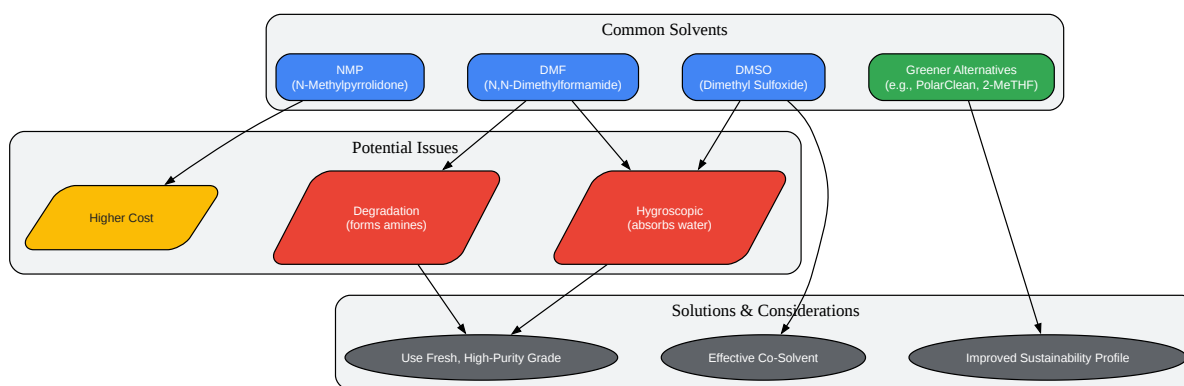 Common Solvents
NMP
(N-Methylpyrrolidone)
DMF
(N,N-Dimethylformamide)
DMSO
(Dimethyl Sulfoxide)
Greener Alternatives
(e.g., PolarClean, 2-MeTHF)
Potential Issues
Higher Cost
Degradation
(forms amines)
Hygroscopic
(absorbs water)
Solutions & Considerations
Use Fresh, High-Purity Grade
Effective Co-Solvent
Improved Sustainability Profile